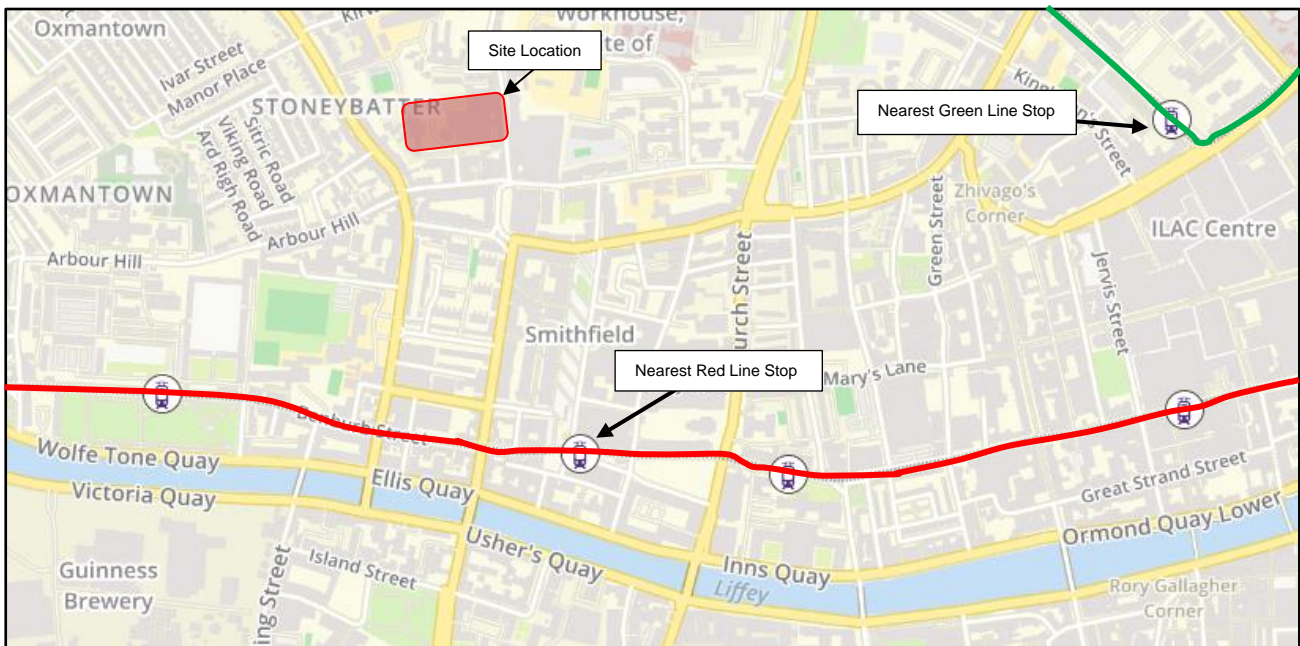 Oxmantown
Workhouse,
Site Location
Ivar Street
Manor Place
STONEYBATTER
Nearest Green Line Stop
Sitric Road
Viking Road
Ard Righ Road
OXMANTOWN
Zhivago's
Corner
Green Street
ILAC Centre
Arbour Hill
Arbour Hill
Jervis Street
Smithfield
urch Street
Nearest Red Line Stop
Mary's Lane
Benburb Street
Wolfe Tone Quay
Ellis Quay
Great Strand Street
Victoria Quay
Ormond Quay Lower
Usher's Quay
Island Street
Inns Quay
Liffey
Guinness
Brewery
Rory Gallagher
Corner
ing Street